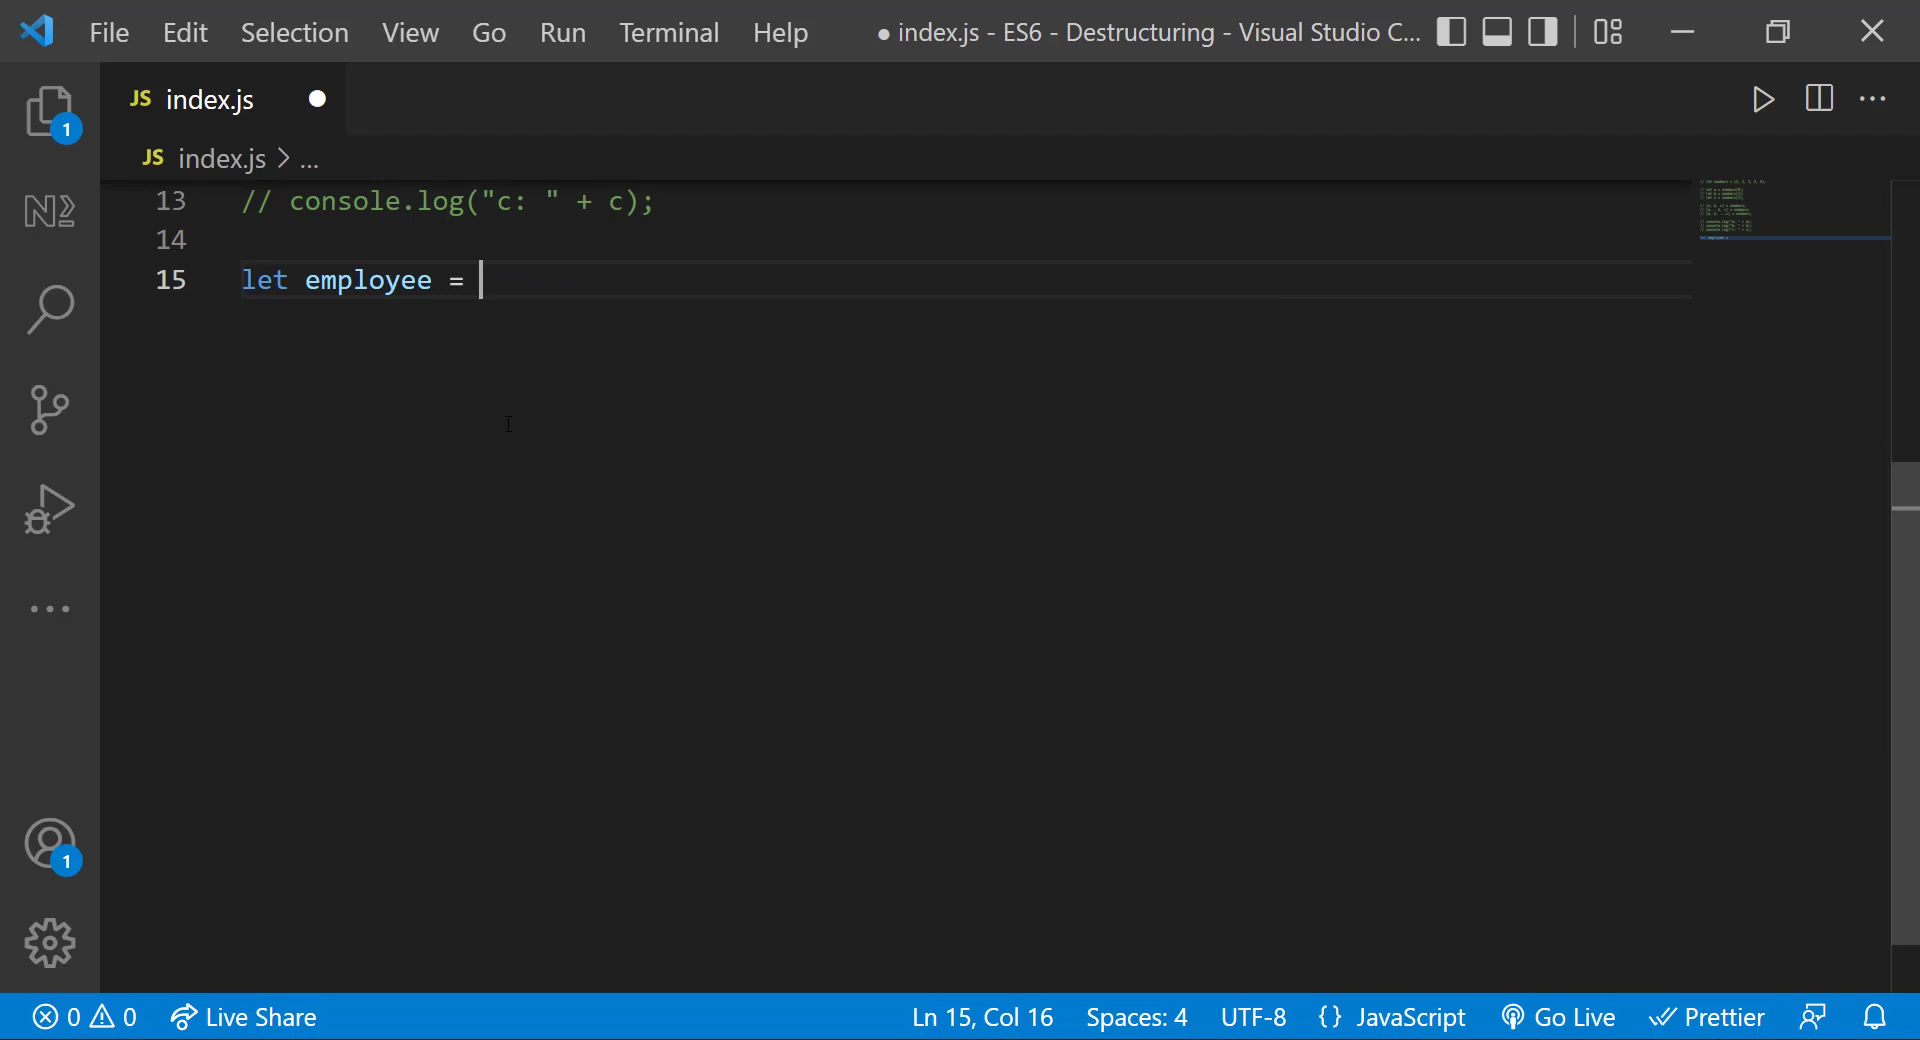 File Edit Selection View Go Run Terminal Help ● index.js - ES6 - Destructuring - Visual Studio C...
JS index.js
JS index.js > ...
1
13 // console.log("c: " + c);
14
15 let employee =
1
0 0 Live Share Ln 15, Col 16 Spaces: 4 UTF-8 {} JavaScript Go Live Prettier